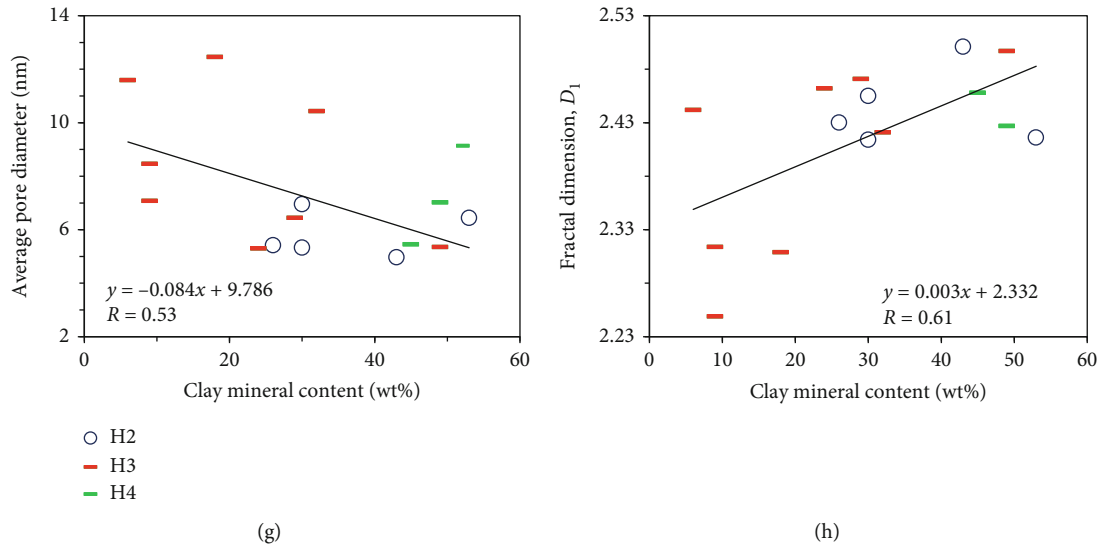 14
10
6
2
Average pore diameter (nm)
y = –0.084x + 9.786
R = 0.53
0
20
40
60
Clay mineral content (wt%)
H2
H3
H4
(g)
2.53
2.43
2.33
2.23
Fractal dimension, D1
y = 0.003x + 2.332
R = 0.61
0
10
20
30
40
50
60
Clay mineral content (wt%)
(h)